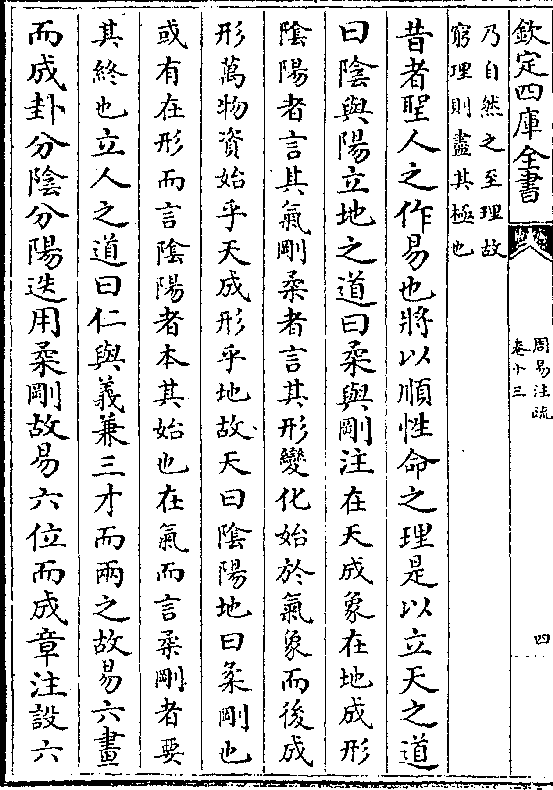 欽定四庫全書
周易注疏
卷十三
四
乃自然之至理故
窮理則盡其極也
昔者聖人之作易也將以順性命之理是以立天之道
曰陰與陽立地之道曰柔與剛注在天成象在地成形
陰陽者言其氣剛柔者言其形變化始於氣象而後成
形萬物資始乎天成形乎地故天曰陰陽地曰柔剛也
或有在形而言陰陽者本其始也在氣而言柔剛者要
其終也立人之道曰仁與義兼三才而兩之故易六畫
而成卦分陰分陽迭用柔剛故易六位而成章注設六